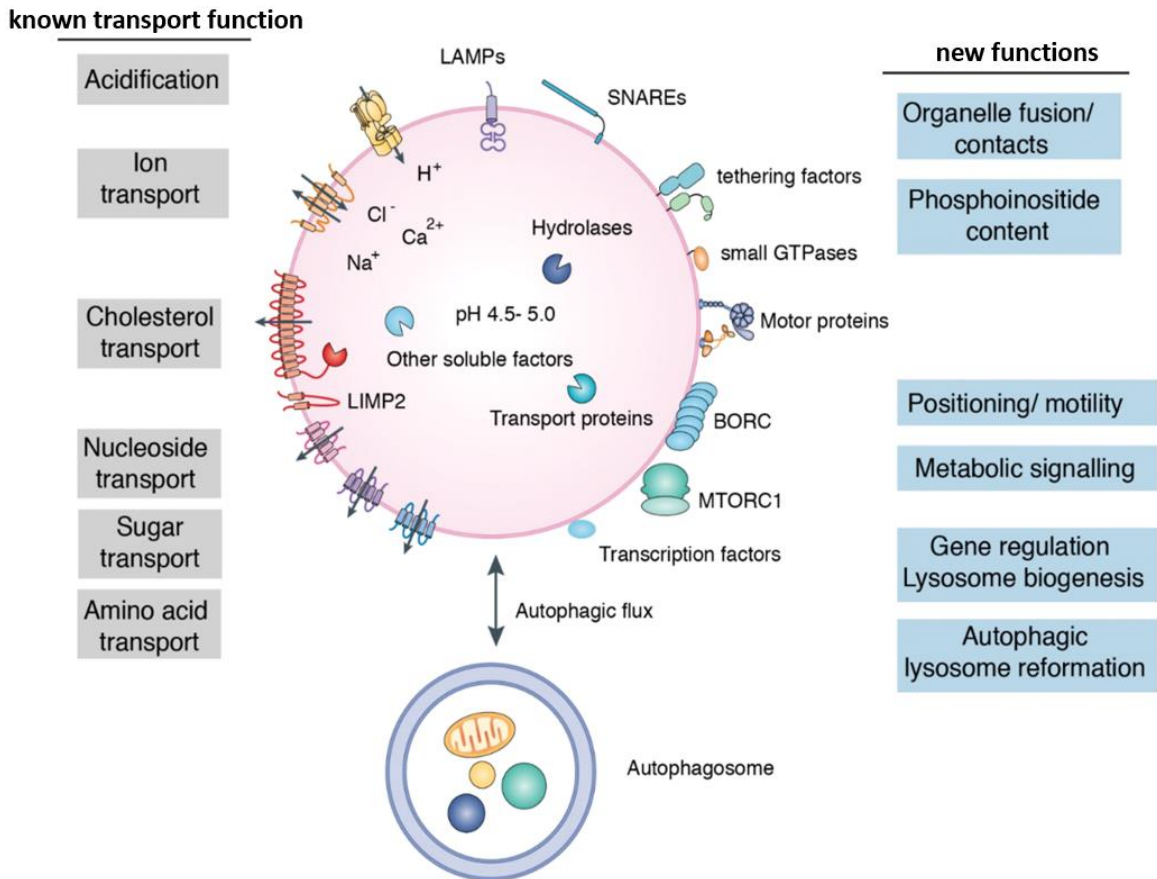 known transport function
Acidification
Ion
transport
Cholesterol
transport
Nucleoside
transport
Sugar
transport
Amino acid
transport
LAMPs
SNAREs
tethering factors
small GTPases
Motor proteins
BORC
MTORC1
Transcription factors
H+
Cl-
Ca2+
Na+
Hydrolases
pH 4.5- 5.0
Other soluble factors
LIMP2
Transport proteins
Autophagic flux
Autophagosome
new functions
Organelle fusion/
contacts
Phosphoinositide
content
Positioning/ motility
Metabolic signalling
Gene regulation
Lysosome biogenesis
Autophagic
lysosome reformation